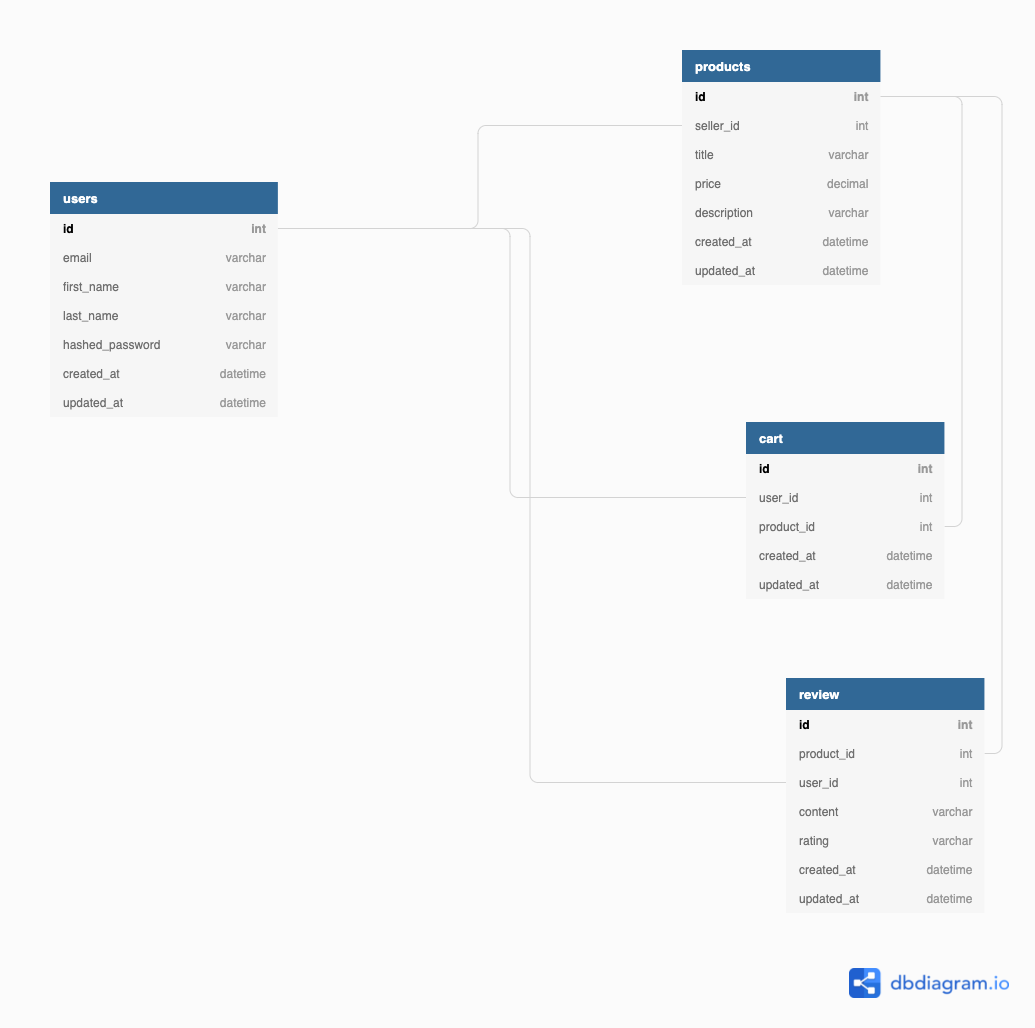 products
id int
seller_id int
title varchar
price decimal
description varchar
created_at datetime
updated_at datetime
users
id int
email varchar
first_name varchar
last_name varchar
hashed_password varchar
created_at datetime
updated_at datetime
cart
id int
user_id int
product_id int
created_at datetime
updated_at datetime
review
id int
product_id int
user_id int
content varchar
rating varchar
created_at datetime
updated_at datetime
dbdiagram.io